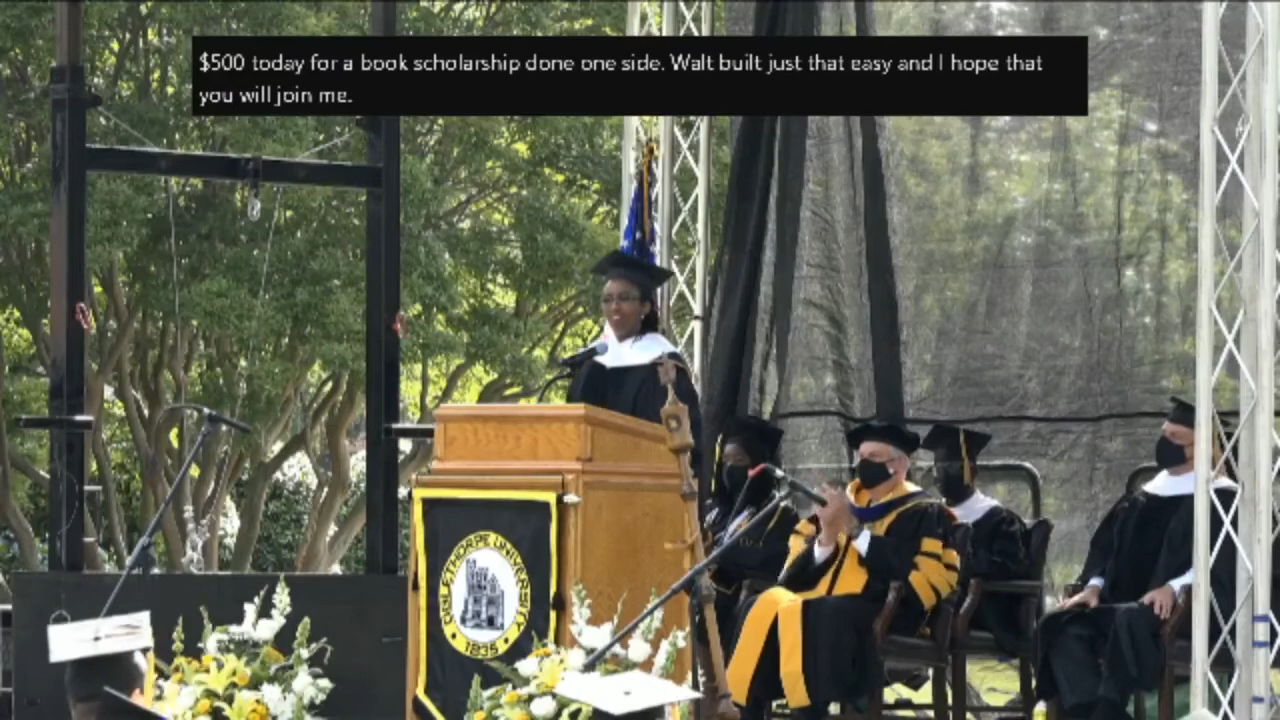 $500 today for a book scholarship done one side. Walt built just that easy and I hope that
you will join me.
OGLETHORPE UNIVERSITY
• 1835 •